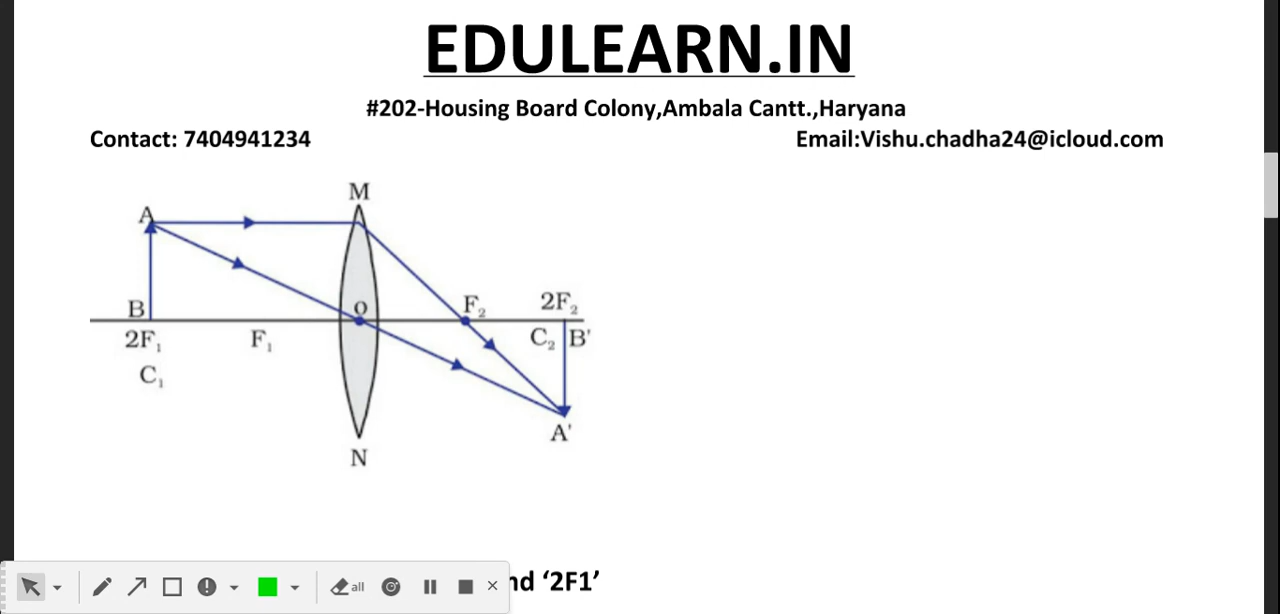 EDULEARN.IN
#202-Housing Board Colony,Ambala Cantt.,Haryana
Contact: 7404941234 Email:Vishu.chadha24@icloud.com
M
A
B O F₂ 2F₂
2F₁ F₁ C₂ B'
C₁
A'
N
all nd ‘2F1’